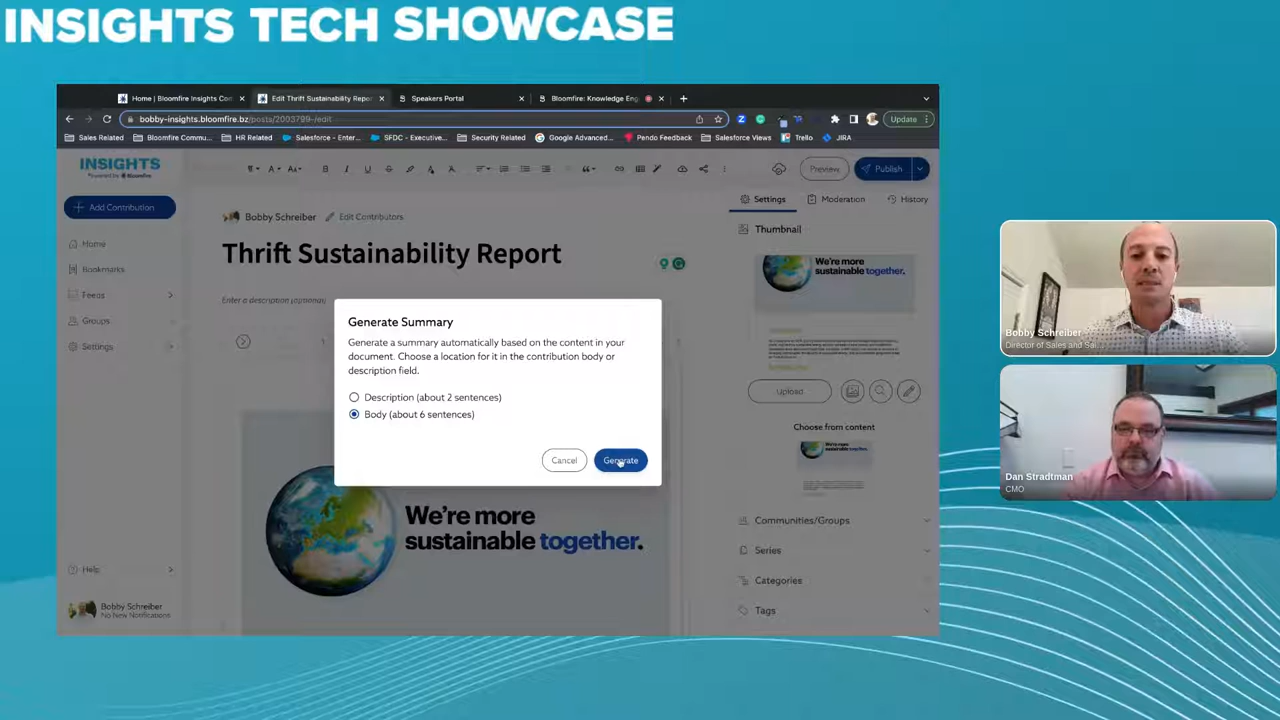 INSIGHTS TECH SHOWCASE
Home | Bloomfire Insights Co
Edit Thrift Sustainability Repor
Speakers Portal
Bloomfire: Knowledge Eng
bobby-insights.bloomfire.bz/posts/2003799-/edit
Update
Sales Related
Bloomfire Commu...
HR Related
Salesforce - Enter...
SFDC - Executive...
Security Related
Google Advanced...
Pendo Feedback
Salesforce Views
Trello
JIRA
INSIGHTS
Powered by Bloomfire
Preview
Publish
Add Contribution
Home
Bookmarks
Feeds
Groups
Settings
Help
Bobby Schreiber
No New Notifications
Bobby Schreiber
Edit Contributors
Thrift Sustainability Report
Enter a description (optional)
Generate Summary
Generate a summary automatically based on the content in your
document. Choose a location for it in the contribution body or
description field.
Description (about 2 sentences)
Body (about 6 sentences)
Cancel
Generate
We're more
sustainable together.
Settings
Moderation
History
Thumbnail
We're more
sustainable together.
Upload
Choose from content
Communities/Groups
Series
Categories
Tags
Bobby Schreiber
Director of Sales and Sal...
Dan Stradtman
CMO